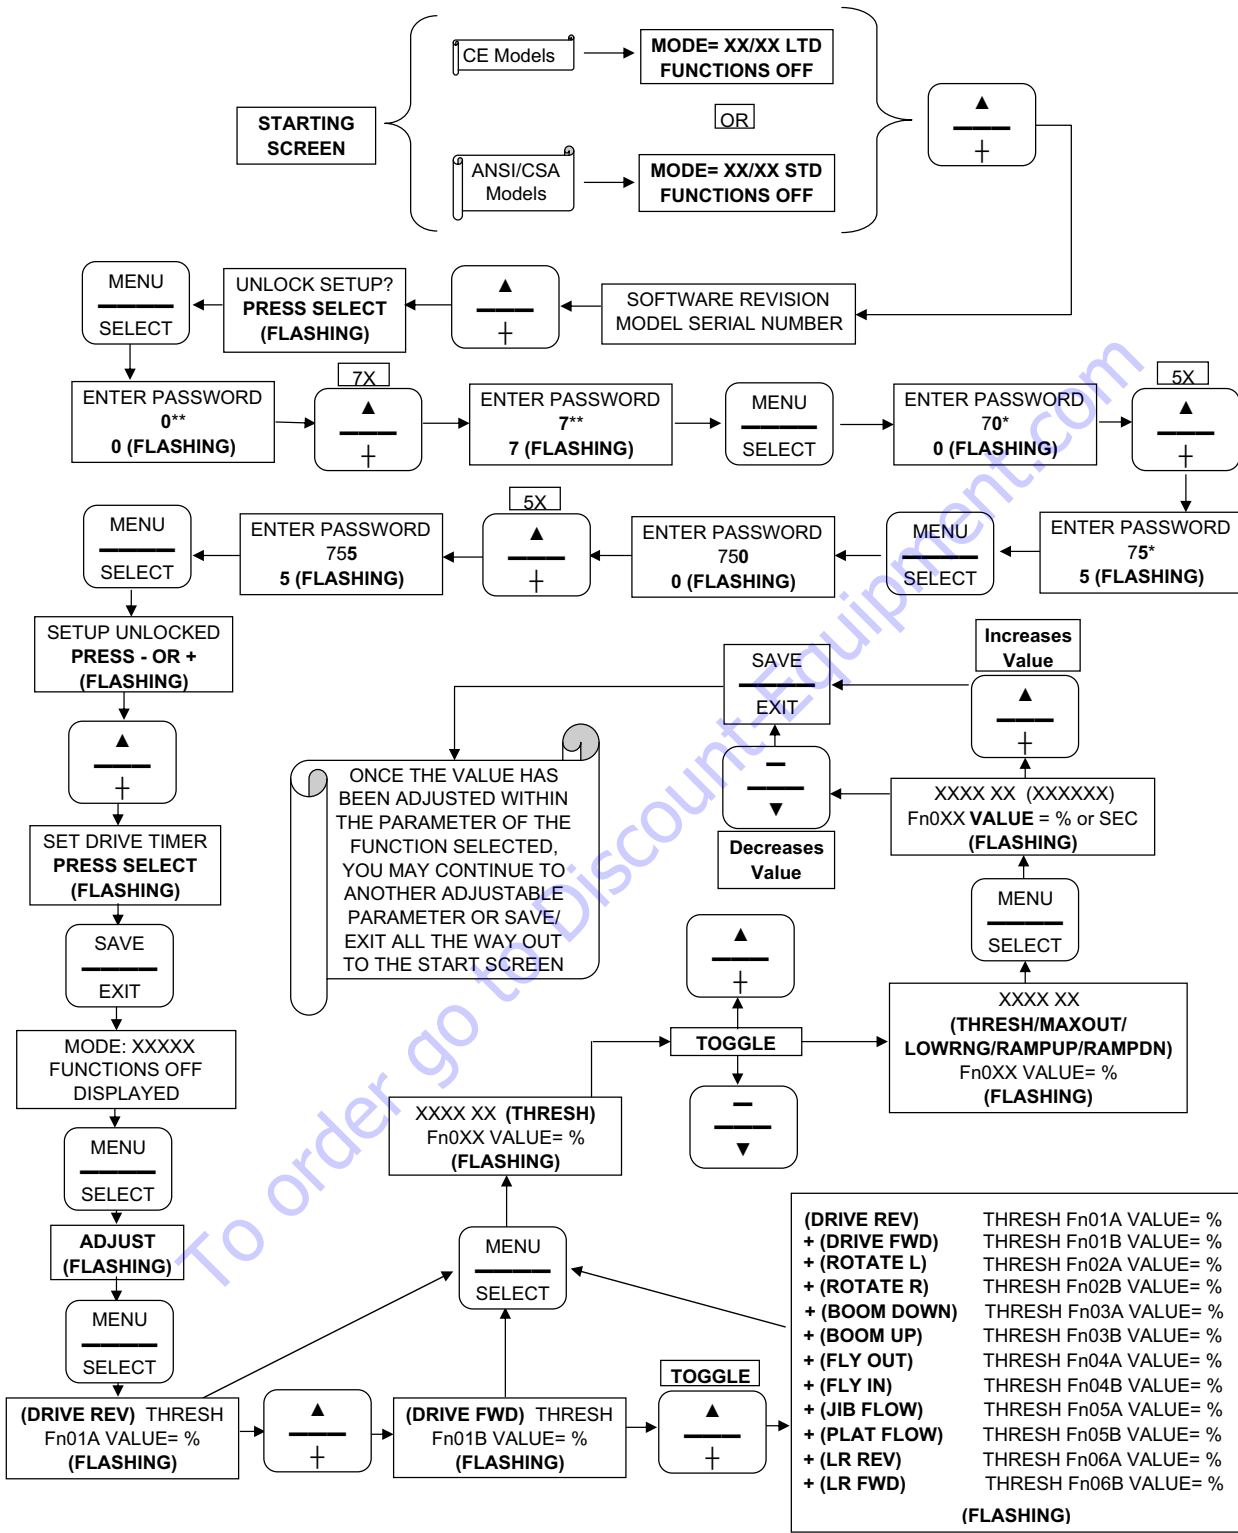 CE Models
MODE= XX/XX LTD
FUNCTIONS OFF
▲
+
STARTING
SCREEN
OR
ANSI/CSA
Models
MODE= XX/XX STD
FUNCTIONS OFF
MENU
SELECT
UNLOCK SETUP?
PRESS SELECT
(FLASHING)
▲
+
SOFTWARE REVISION
MODEL SERIAL NUMBER
ENTER PASSWORD
0**
0 (FLASHING)
7X
▲
+
ENTER PASSWORD
7**
7 (FLASHING)
MENU
SELECT
ENTER PASSWORD
70*
0 (FLASHING)
5X
▲
+
MENU
SELECT
ENTER PASSWORD
755
5 (FLASHING)
5X
▲
+
ENTER PASSWORD
750
0 (FLASHING)
MENU
SELECT
ENTER PASSWORD
75*
5 (FLASHING)
SETUP UNLOCKED
PRESS - OR +
(FLASHING)
▲
+
SET DRIVE TIMER
PRESS SELECT
(FLASHING)
SAVE
EXIT
MODE: XXXXX
FUNCTIONS OFF
DISPLAYED
MENU
SELECT
ADJUST
(FLASHING)
MENU
SELECT
(DRIVE REV) THRESH
Fn01A VALUE= %
(FLASHING)
▲
+
(DRIVE FWD) THRESH
Fn01B VALUE= %
(FLASHING)
TOGGLE
▲
+
(DRIVE REV) THRESH Fn01A VALUE= %
+ (DRIVE FWD) THRESH Fn01B VALUE= %
+ (ROTATE L) THRESH Fn02A VALUE= %
+ (ROTATE R) THRESH Fn02B VALUE= %
+ (BOOM DOWN) THRESH Fn03A VALUE= %
+ (BOOM UP) THRESH Fn03B VALUE= %
+ (FLY OUT) THRESH Fn04A VALUE= %
+ (FLY IN) THRESH Fn04B VALUE= %
+ (JIB FLOW) THRESH Fn05A VALUE= %
+ (PLAT FLOW) THRESH Fn05B VALUE= %
+ (LR REV) THRESH Fn06A VALUE= %
+ (LR FWD) THRESH Fn06B VALUE= %
(FLASHING)
MENU
SELECT
XXXX XX (THRESH)
Fn0XX VALUE= %
(FLASHING)
▲
+
TOGGLE
−
▼
XXXX XX
(THRESH/MAXOUT/
LOWRNG/RAMPUP/RAMPDN)
Fn0XX VALUE= %
(FLASHING)
MENU
SELECT
XXXX XX (XXXXXX)
Fn0XX VALUE = % or SEC
(FLASHING)
Increases
Value
▲
+
−
▼
Decreases
Value
SAVE
EXIT
ONCE THE VALUE HAS
BEEN ADJUSTED WITHIN
THE PARAMETER OF THE
FUNCTION SELECTED,
YOU MAY CONTINUE TO
ANOTHER ADJUSTABLE
PARAMETER OR SAVE/
EXIT ALL THE WAY OUT
TO THE START SCREEN
To order go to Discount-Equipment.com